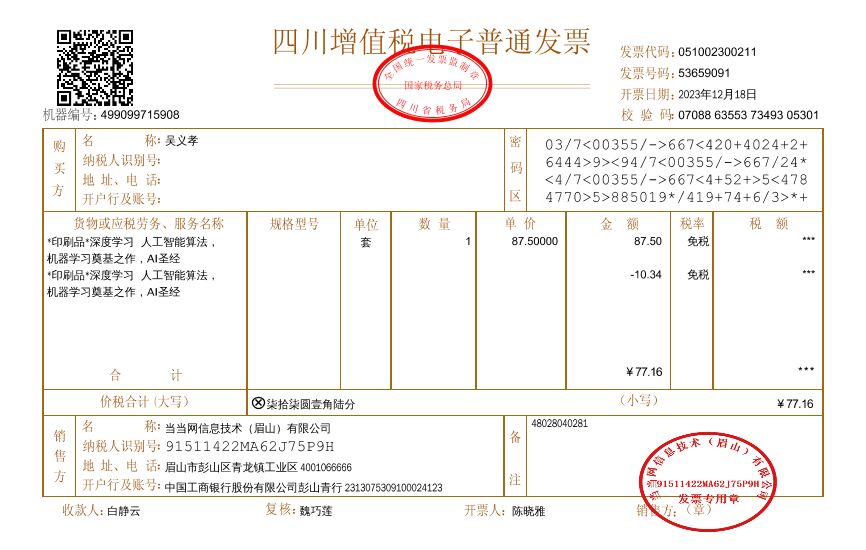 四川增值税电子普通发票
全国统一发票监制章
国家税务总局
四川省税务局
发票代码: 051002300211
发票号码: 53659091
开票日期: 2023年12月18日
机器编号: 499099715908
校 验 码: 07088 63553 73493 05301
购买方
名 称: 吴义孝
纳税人识别号:
地 址、电 话:
开户行及账号:
密码区
03/7<00355/->667<420+4024+2+
6444>9><94/7<00355/->667/24*
<4/7<00355/->667<4+52+>5<478
4770>5>885019*/419+74+6/3>*+
货物或应税劳务、服务名称 规格型号 单位 数 量 单 价 金 额 税率 税 额
*印刷品*深度学习 人工智能算法， 套 1 87.50000 87.50 免税 ***
机器学习奠基之作，AI圣经
*印刷品*深度学习 人工智能算法， -10.34 免税 ***
机器学习奠基之作，AI圣经
合 计 ￥77.16 ***
价税合计(大写) ⊗柒拾柒圆壹角陆分 （小写） ￥77.16
销售方
名 称: 当当网信息技术（眉山）有限公司
纳税人识别号: 91511422MA62J75P9H
地 址、电 话: 眉山市彭山区青龙镇工业区 4001066666
开户行及账号: 中国工商银行股份有限公司彭山青行 2313075309100024123
备注
48028040281
当当网信息技术（眉山）有限公司
91511422MA62J75P9H
发票专用章
收款人: 白静云 复核: 魏巧莲 开票人: 陈晓雅 销售方:（章）